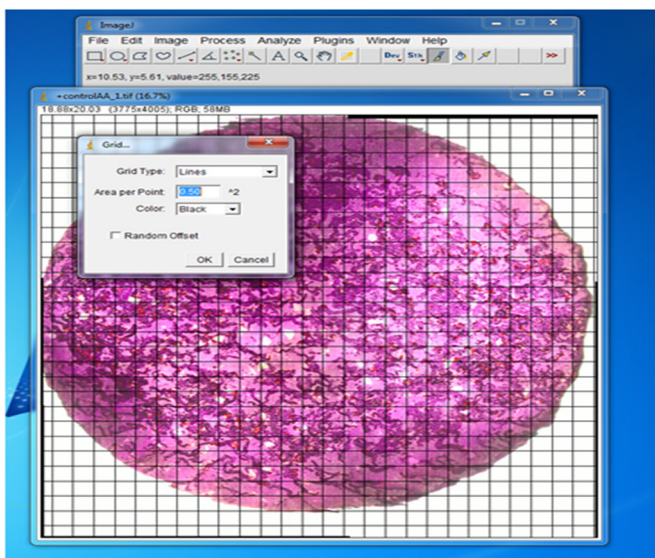 ImageJ
File Edit Image Process Analyze Plugins Window Help
A Dev Stk >>
x=10.53, y=5.61, value=255,155,225
+controlAA_1.tif (16.7%)
18.88x20.03 (3775x4005); RGB; 58MB
Grid...
Grid Type: Lines
Area per Point: 0.50 ^2
Color: Black
Random Offset
OK Cancel